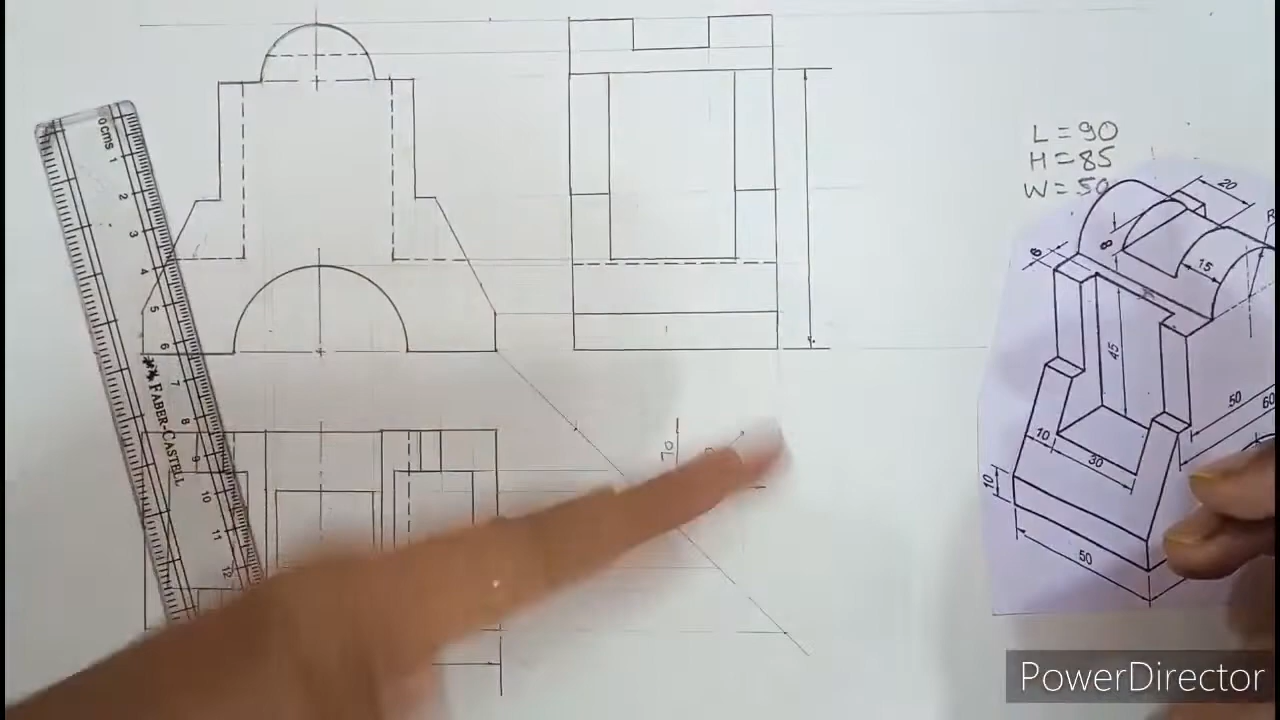 L = 90
H = 85
W = 50
20
8
6
15
45
50
60
10
30
10
50
70
0 cms 1 2 3 4 5 6 7 8 9 10 11 12
FABER-CASTELL
PowerDirector